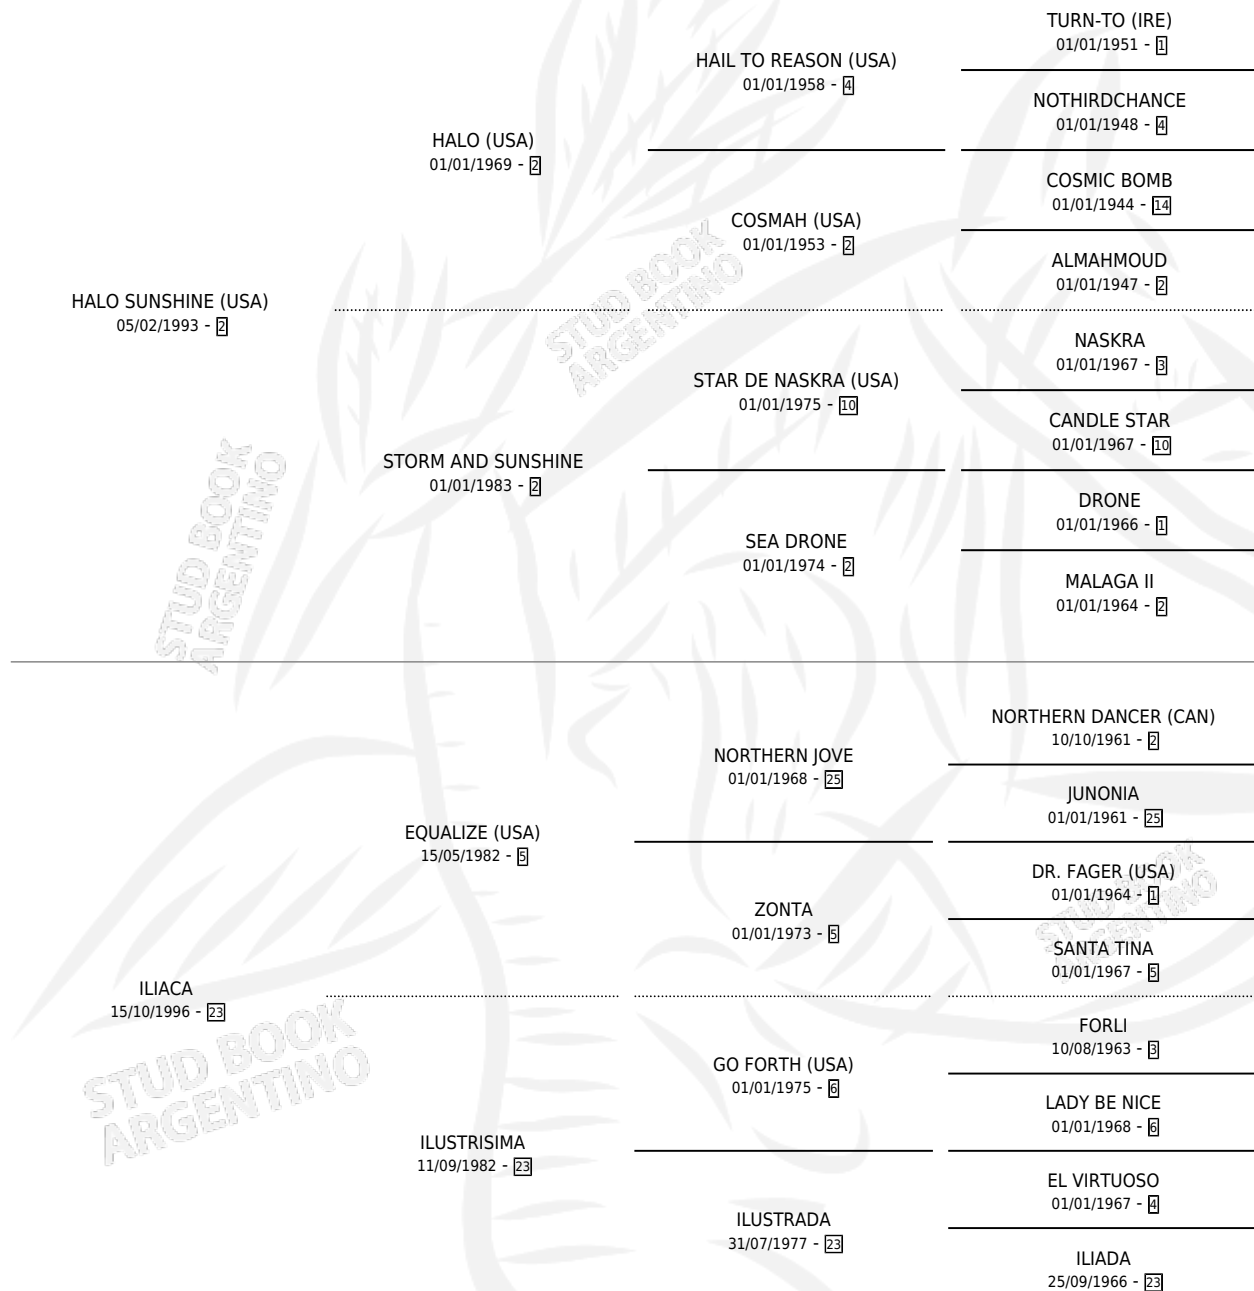 TURN-TO (IRE)
01/01/1951 - 1
HAIL TO REASON (USA)
01/01/1958 - 4
NOTHIRDCHANCE
01/01/1948 - 4
HALO (USA)
01/01/1969 - 2
COSMIC BOMB
01/01/1944 - 14
COSMAH (USA)
01/01/1953 - 2
ALMAHMOUD
01/01/1947 - 2
HALO SUNSHINE (USA)
05/02/1993 - 2
NASKRA
01/01/1967 - 3
STAR DE NASKRA (USA)
01/01/1975 - 10
CANDLE STAR
01/01/1967 - 10
STORM AND SUNSHINE
01/01/1983 - 2
DRONE
01/01/1966 - 1
SEA DRONE
01/01/1974 - 2
MALAGA II
01/01/1964 - 2
NORTHERN DANCER (CAN)
10/10/1961 - 2
NORTHERN JOVE
01/01/1968 - 25
JUNONIA
01/01/1961 - 25
EQUALIZE (USA)
15/05/1982 - 5
DR. FAGER (USA)
01/01/1964 - 1
ZONTA
01/01/1973 - 5
SANTA TINA
01/01/1967 - 5
ILIACA
15/10/1996 - 23
FORLI
10/08/1963 - 3
GO FORTH (USA)
01/01/1975 - 6
LADY BE NICE
01/01/1968 - 6
ILUSTRISIMA
11/09/1982 - 23
EL VIRTUOSO
01/01/1967 - 4
ILUSTRADA
31/07/1977 - 23
ILIADA
25/09/1966 - 23
STUD BOOK
ARGENTINO
STUD BOOK
ARGENTINO
STUD BOOK
ARGENTINO
STUD BOOK
ARGENTINO